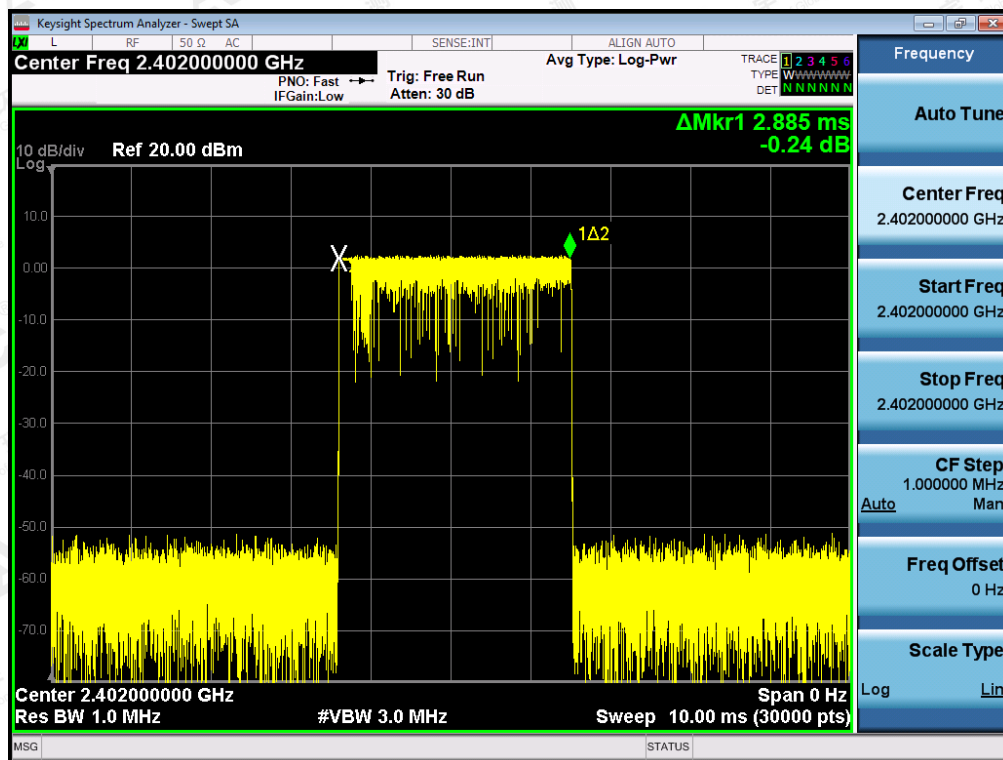 Keysight Spectrum Analyzer - Swept SA
LXI L RF 50 Ω AC SENSE:INT ALIGN AUTO
Center Freq 2.402000000 GHz
PNO: Fast
IFGain:Low
Trig: Free Run
Atten: 30 dB
Avg Type: Log-Pwr
TRACE 1 2 3 4 5 6
TYPE W WWWWW
DET N N N N N N
ΔMkr1 2.885 ms
-0.24 dB
10 dB/div Ref 20.00 dBm
Log
10.0
0.00
-10.0
-20.0
-30.0
-40.0
-50.0
-60.0
-70.0
X
1Δ2
Center 2.402000000 GHz Span 0 Hz
Res BW 1.0 MHz #VBW 3.0 MHz Sweep 10.00 ms (30000 pts)
MSG STATUS
Frequency
Auto Tune
Center Freq
2.402000000 GHz
Start Freq
2.402000000 GHz
Stop Freq
2.402000000 GHz
CF Step
1.000000 MHz
Auto Man
Freq Offset
0 Hz
Scale Type
Log Lin